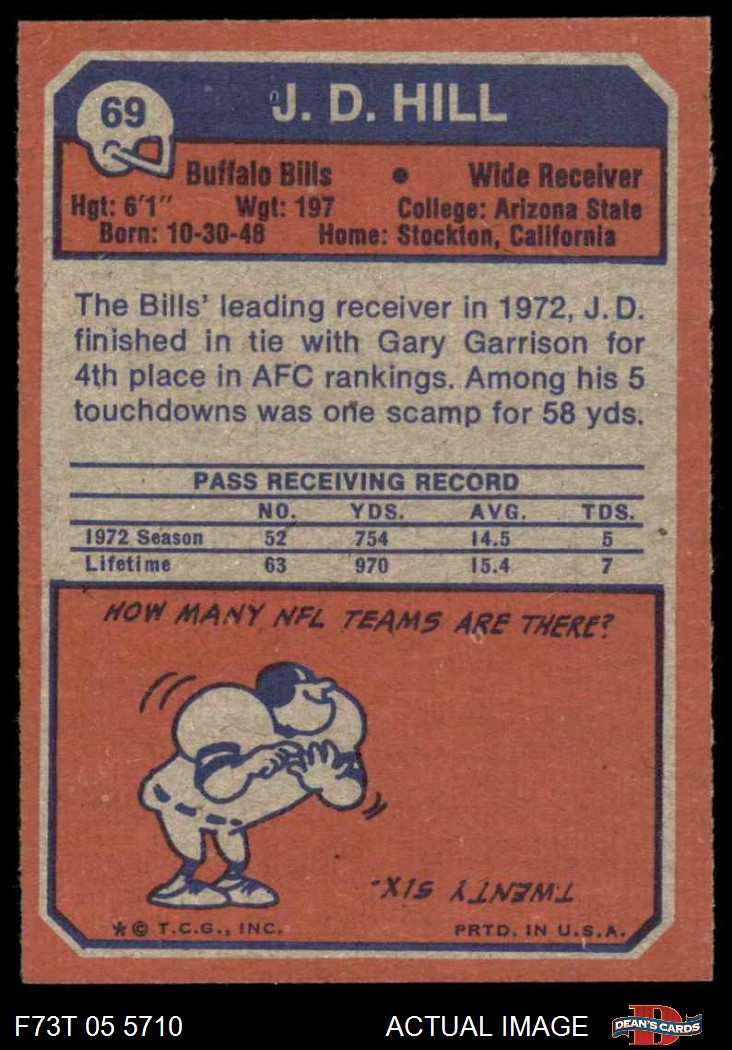 69
J. D. HILL
Buffalo Bills • Wide Receiver
Hgt: 6'1" Wgt: 197 College: Arizona State
Born: 10-30-48 Home: Stockton, California
The Bills' leading receiver in 1972, J.D.
finished in tie with Gary Garrison for
4th place in AFC rankings. Among his 5
touchdowns was one scamp for 58 yds.
PASS RECEIVING RECORD
NO. YDS. AVG. TDS.
1972 Season 52 754 14.5 5
Lifetime 63 970 15.4 7
HOW MANY NFL TEAMS ARE THERE?
TWENTY SIX.
*© T.C.G., INC. PRTD. IN U.S.A.
F73T 05 5710 ACTUAL IMAGE D DEAN'S CARDS